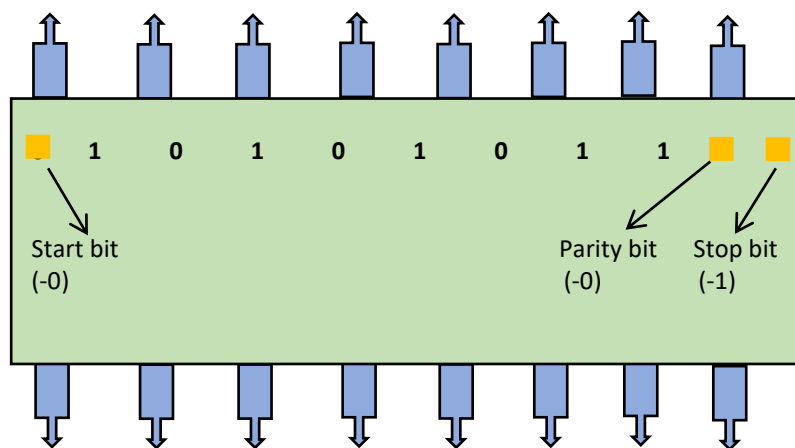 1 0 1 0 1 0 1 1
Start bit
(-0)
Parity bit
(-0)
Stop bit
(-1)